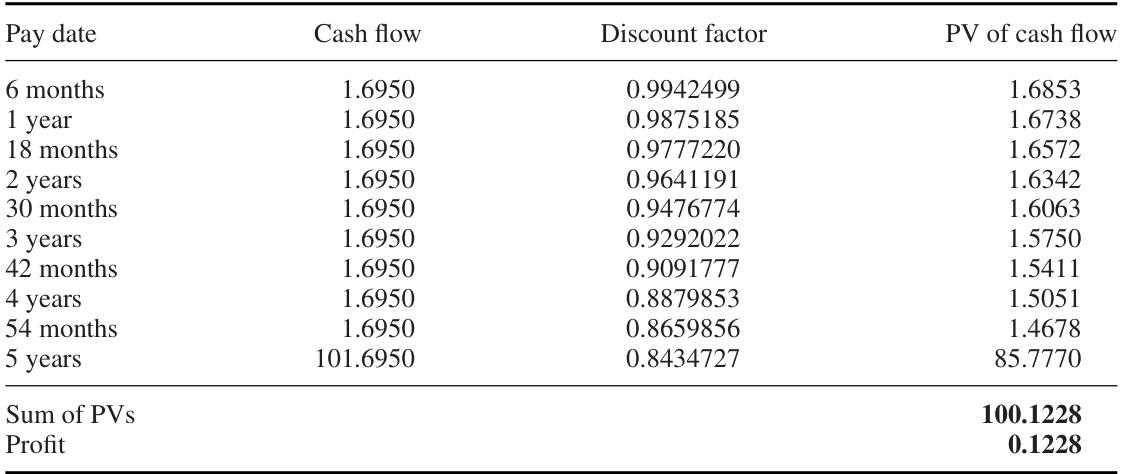 Pay date Cash flow Discount factor PV of cash flow
6 months 1.6950 0.9942499 1.6853
1 year 1.6950 0.9875185 1.6738
18 months 1.6950 0.9777220 1.6572
2 years 1.6950 0.9641191 1.6342
30 months 1.6950 0.9476774 1.6063
3 years 1.6950 0.9292022 1.5750
42 months 1.6950 0.9091777 1.5411
4 years 1.6950 0.8879853 1.5051
54 months 1.6950 0.8659856 1.4678
5 years 101.6950 0.8434727 85.7770
Sum of PVs 100.1228
Profit 0.1228